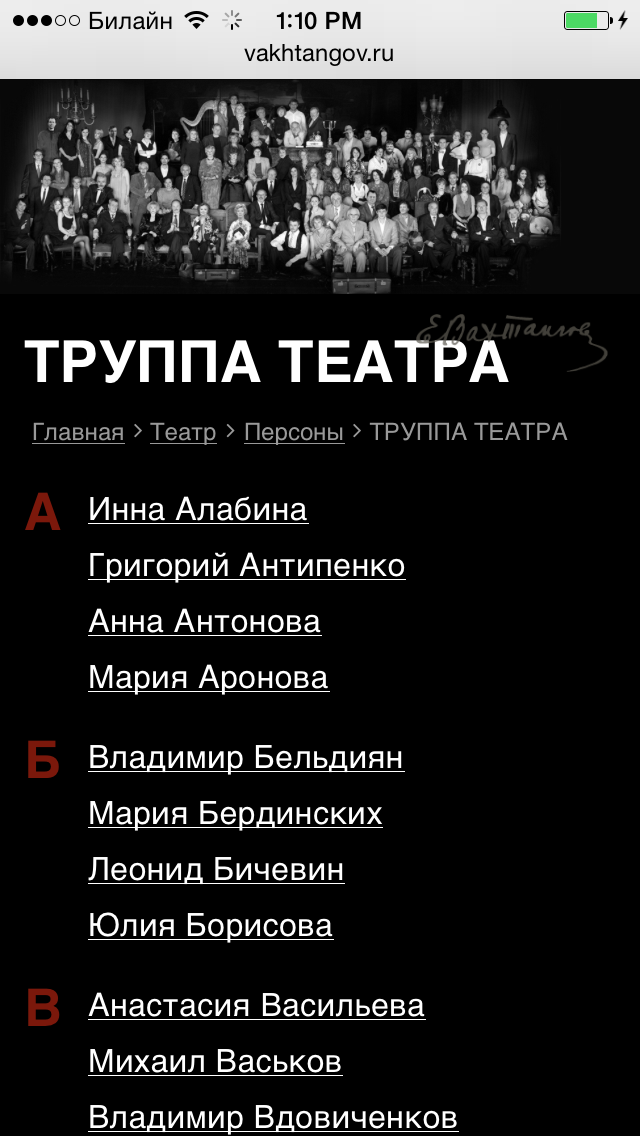 Билайн 1:10 PM
vakhtangov.ru
Е.Вахтангов
ТРУППА ТЕАТРА
Главная > Театр > Персоны > ТРУППА ТЕАТРА
А Инна Алабина
Григорий Антипенко
Анна Антонова
Мария Аронова
Б Владимир Бельдиян
Мария Бердинских
Леонид Бичевин
Юлия Борисова
В Анастасия Васильева
Михаил Васьков
Владимир Вдовиченков